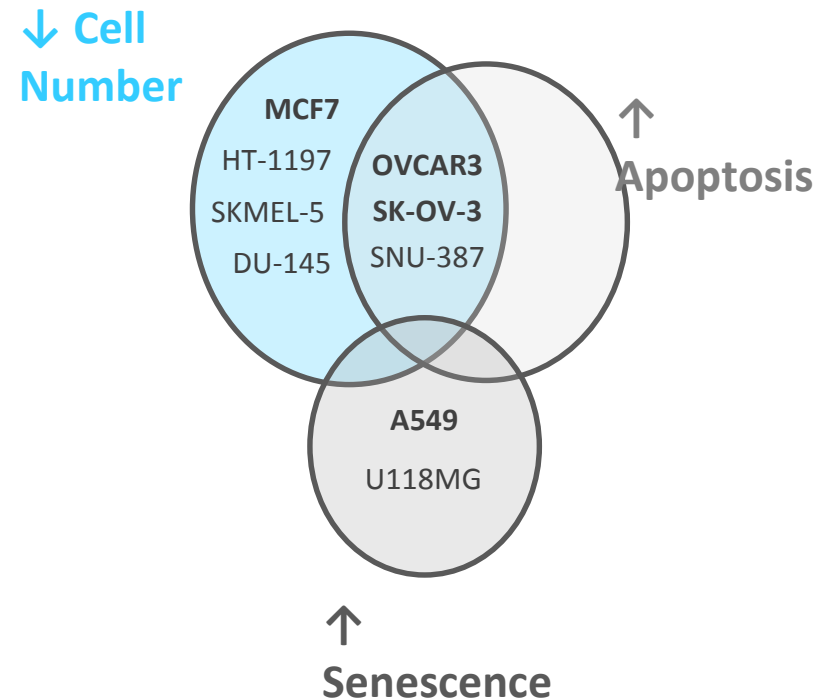 ↓ Cell
Number
MCF7
HT-1197
SKMEL-5
DU-145
OVCAR3
SK-OV-3
SNU-387
↑
Apoptosis
A549
U118MG
↑
Senescence